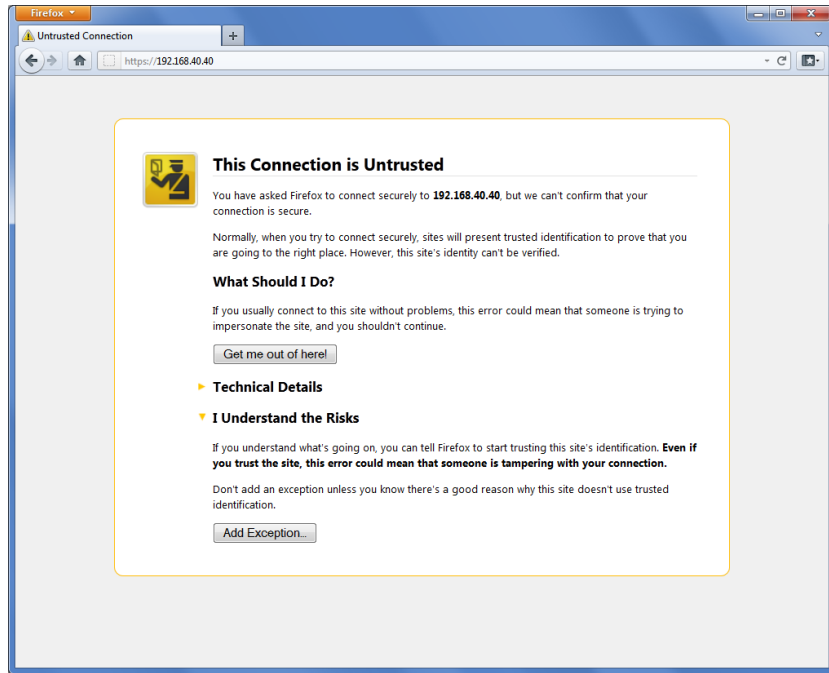 Firefox
Untrusted Connection
https://192.168.40.40
This Connection is Untrusted
You have asked Firefox to connect securely to 192.168.40.40, but we can't confirm that your
connection is secure.
Normally, when you try to connect securely, sites will present trusted identification to prove that you
are going to the right place. However, this site's identity can't be verified.
What Should I Do?
If you usually connect to this site without problems, this error could mean that someone is trying to
impersonate the site, and you shouldn't continue.
Get me out of here!
Technical Details
I Understand the Risks
If you understand what's going on, you can tell Firefox to start trusting this site's identification. Even if
you trust the site, this error could mean that someone is tampering with your connection.
Don't add an exception unless you know there's a good reason why this site doesn't use trusted
identification.
Add Exception...